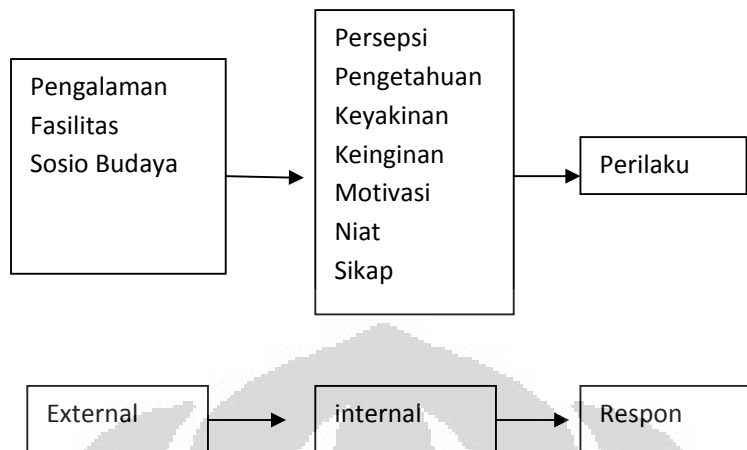 Pengalaman
Fasilitas
Sosio Budaya
Persepsi
Pengetahuan
Keyakinan
Keinginan
Motivasi
Niat
Sikap
Perilaku
External
internal
Respon